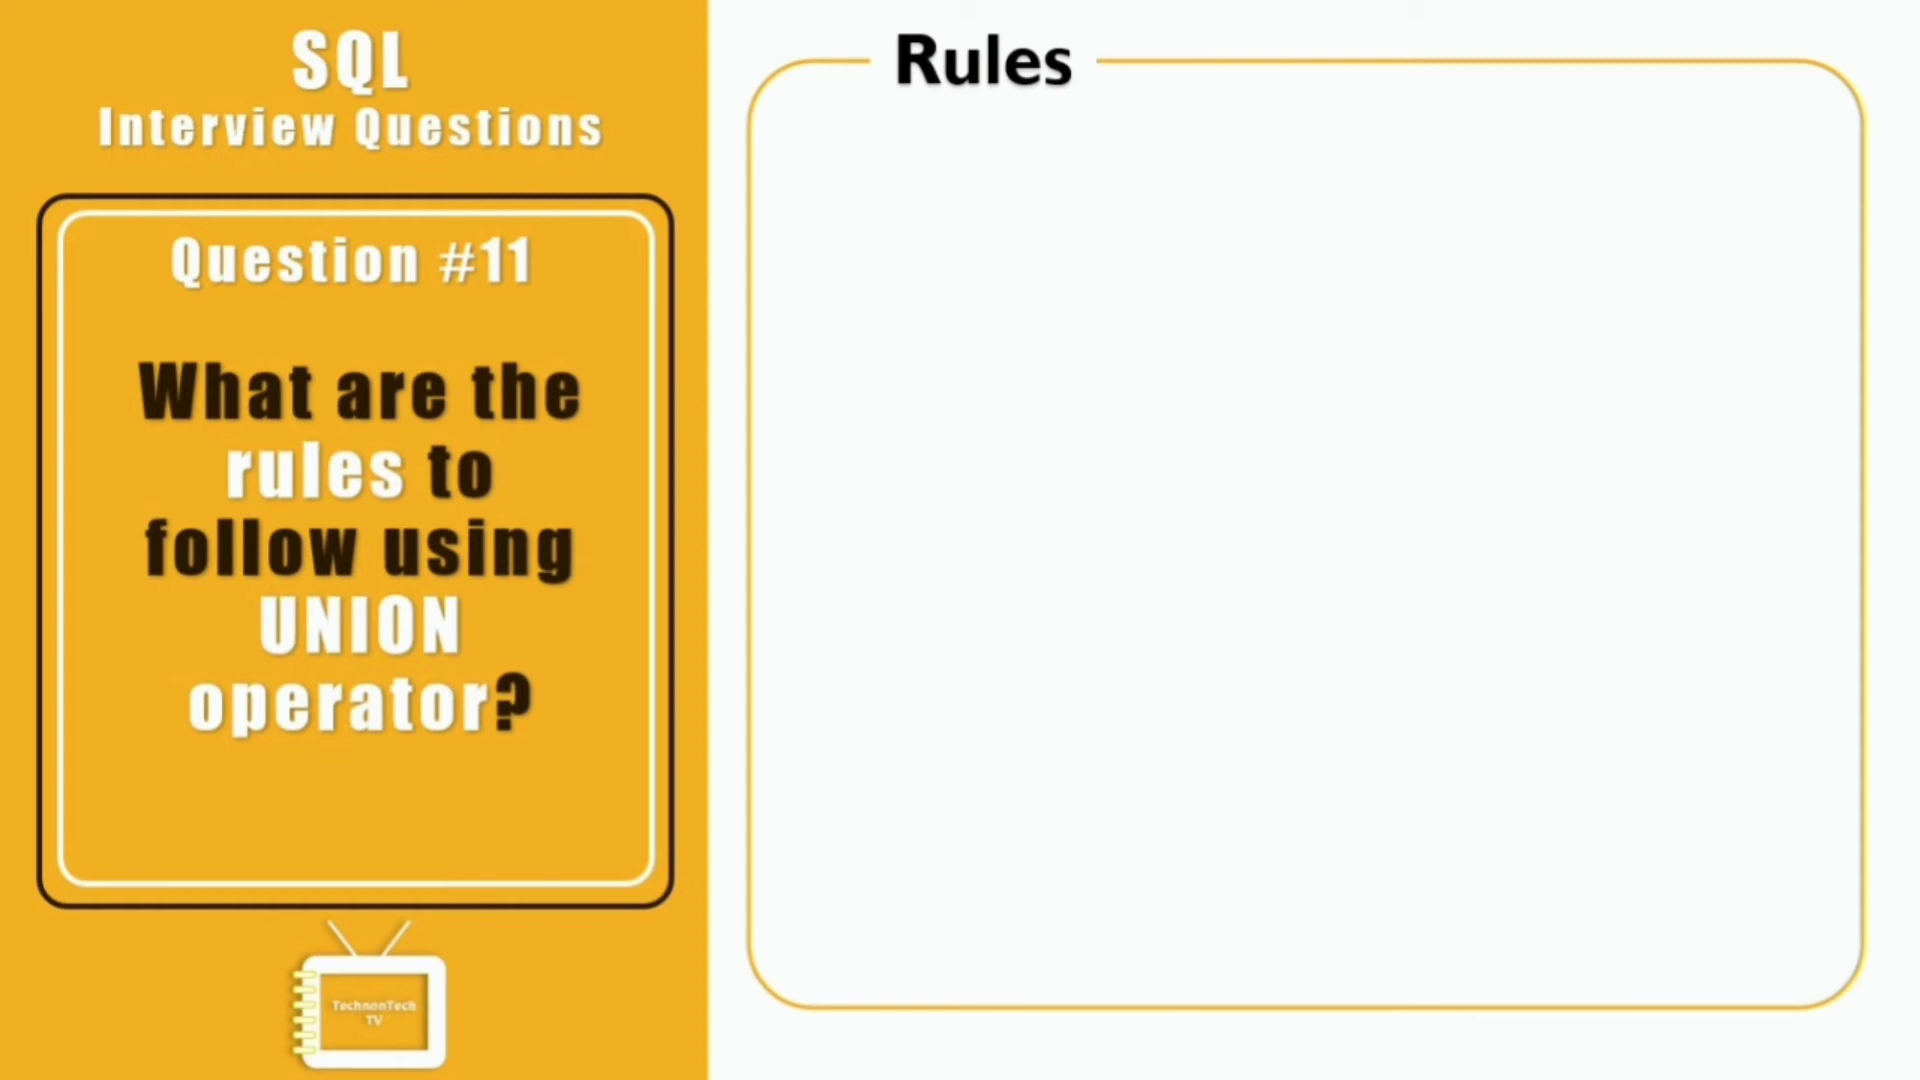 SQL
Interview Questions
Question #11
What are the
rules to
follow using
UNION
operator?
TechnonTech
TV
Rules